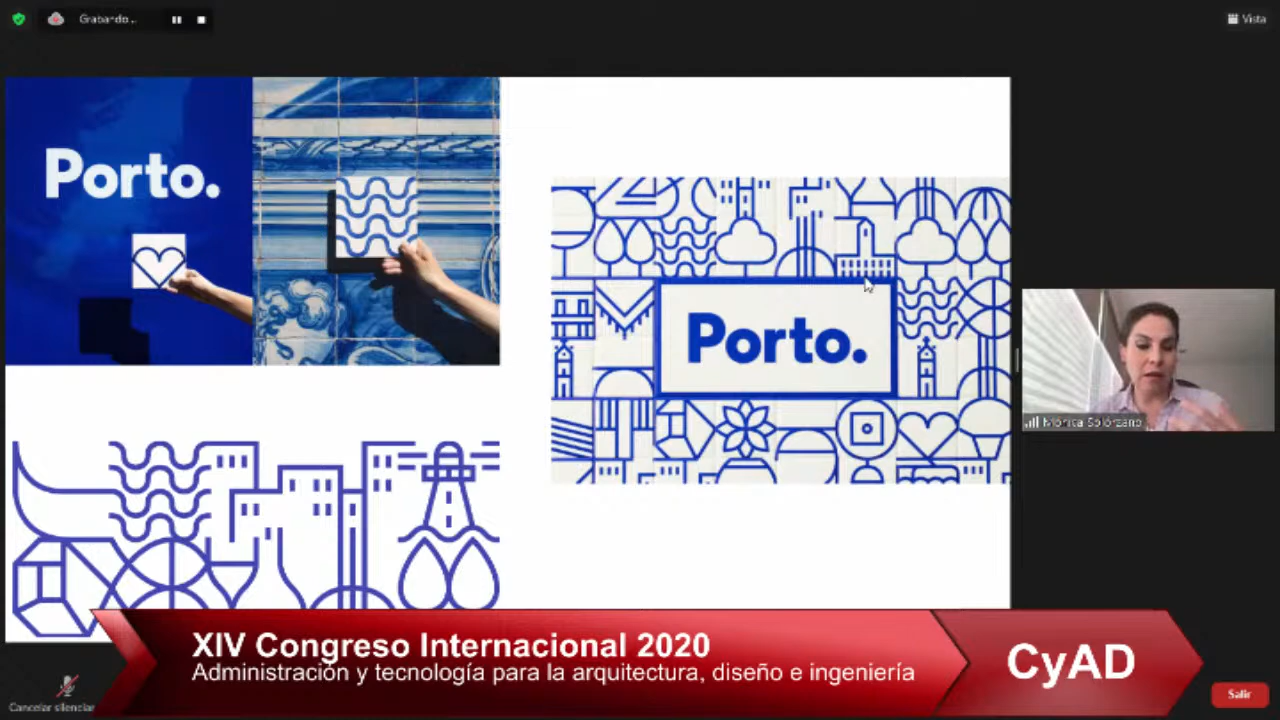 Grabando...
Vista
Porto.
Porto.
Mónica Solórzano
XIV Congreso Internacional 2020
Administración y tecnología para la arquitectura, diseño e ingeniería
CyAD
Cancelar silenciar
Salir